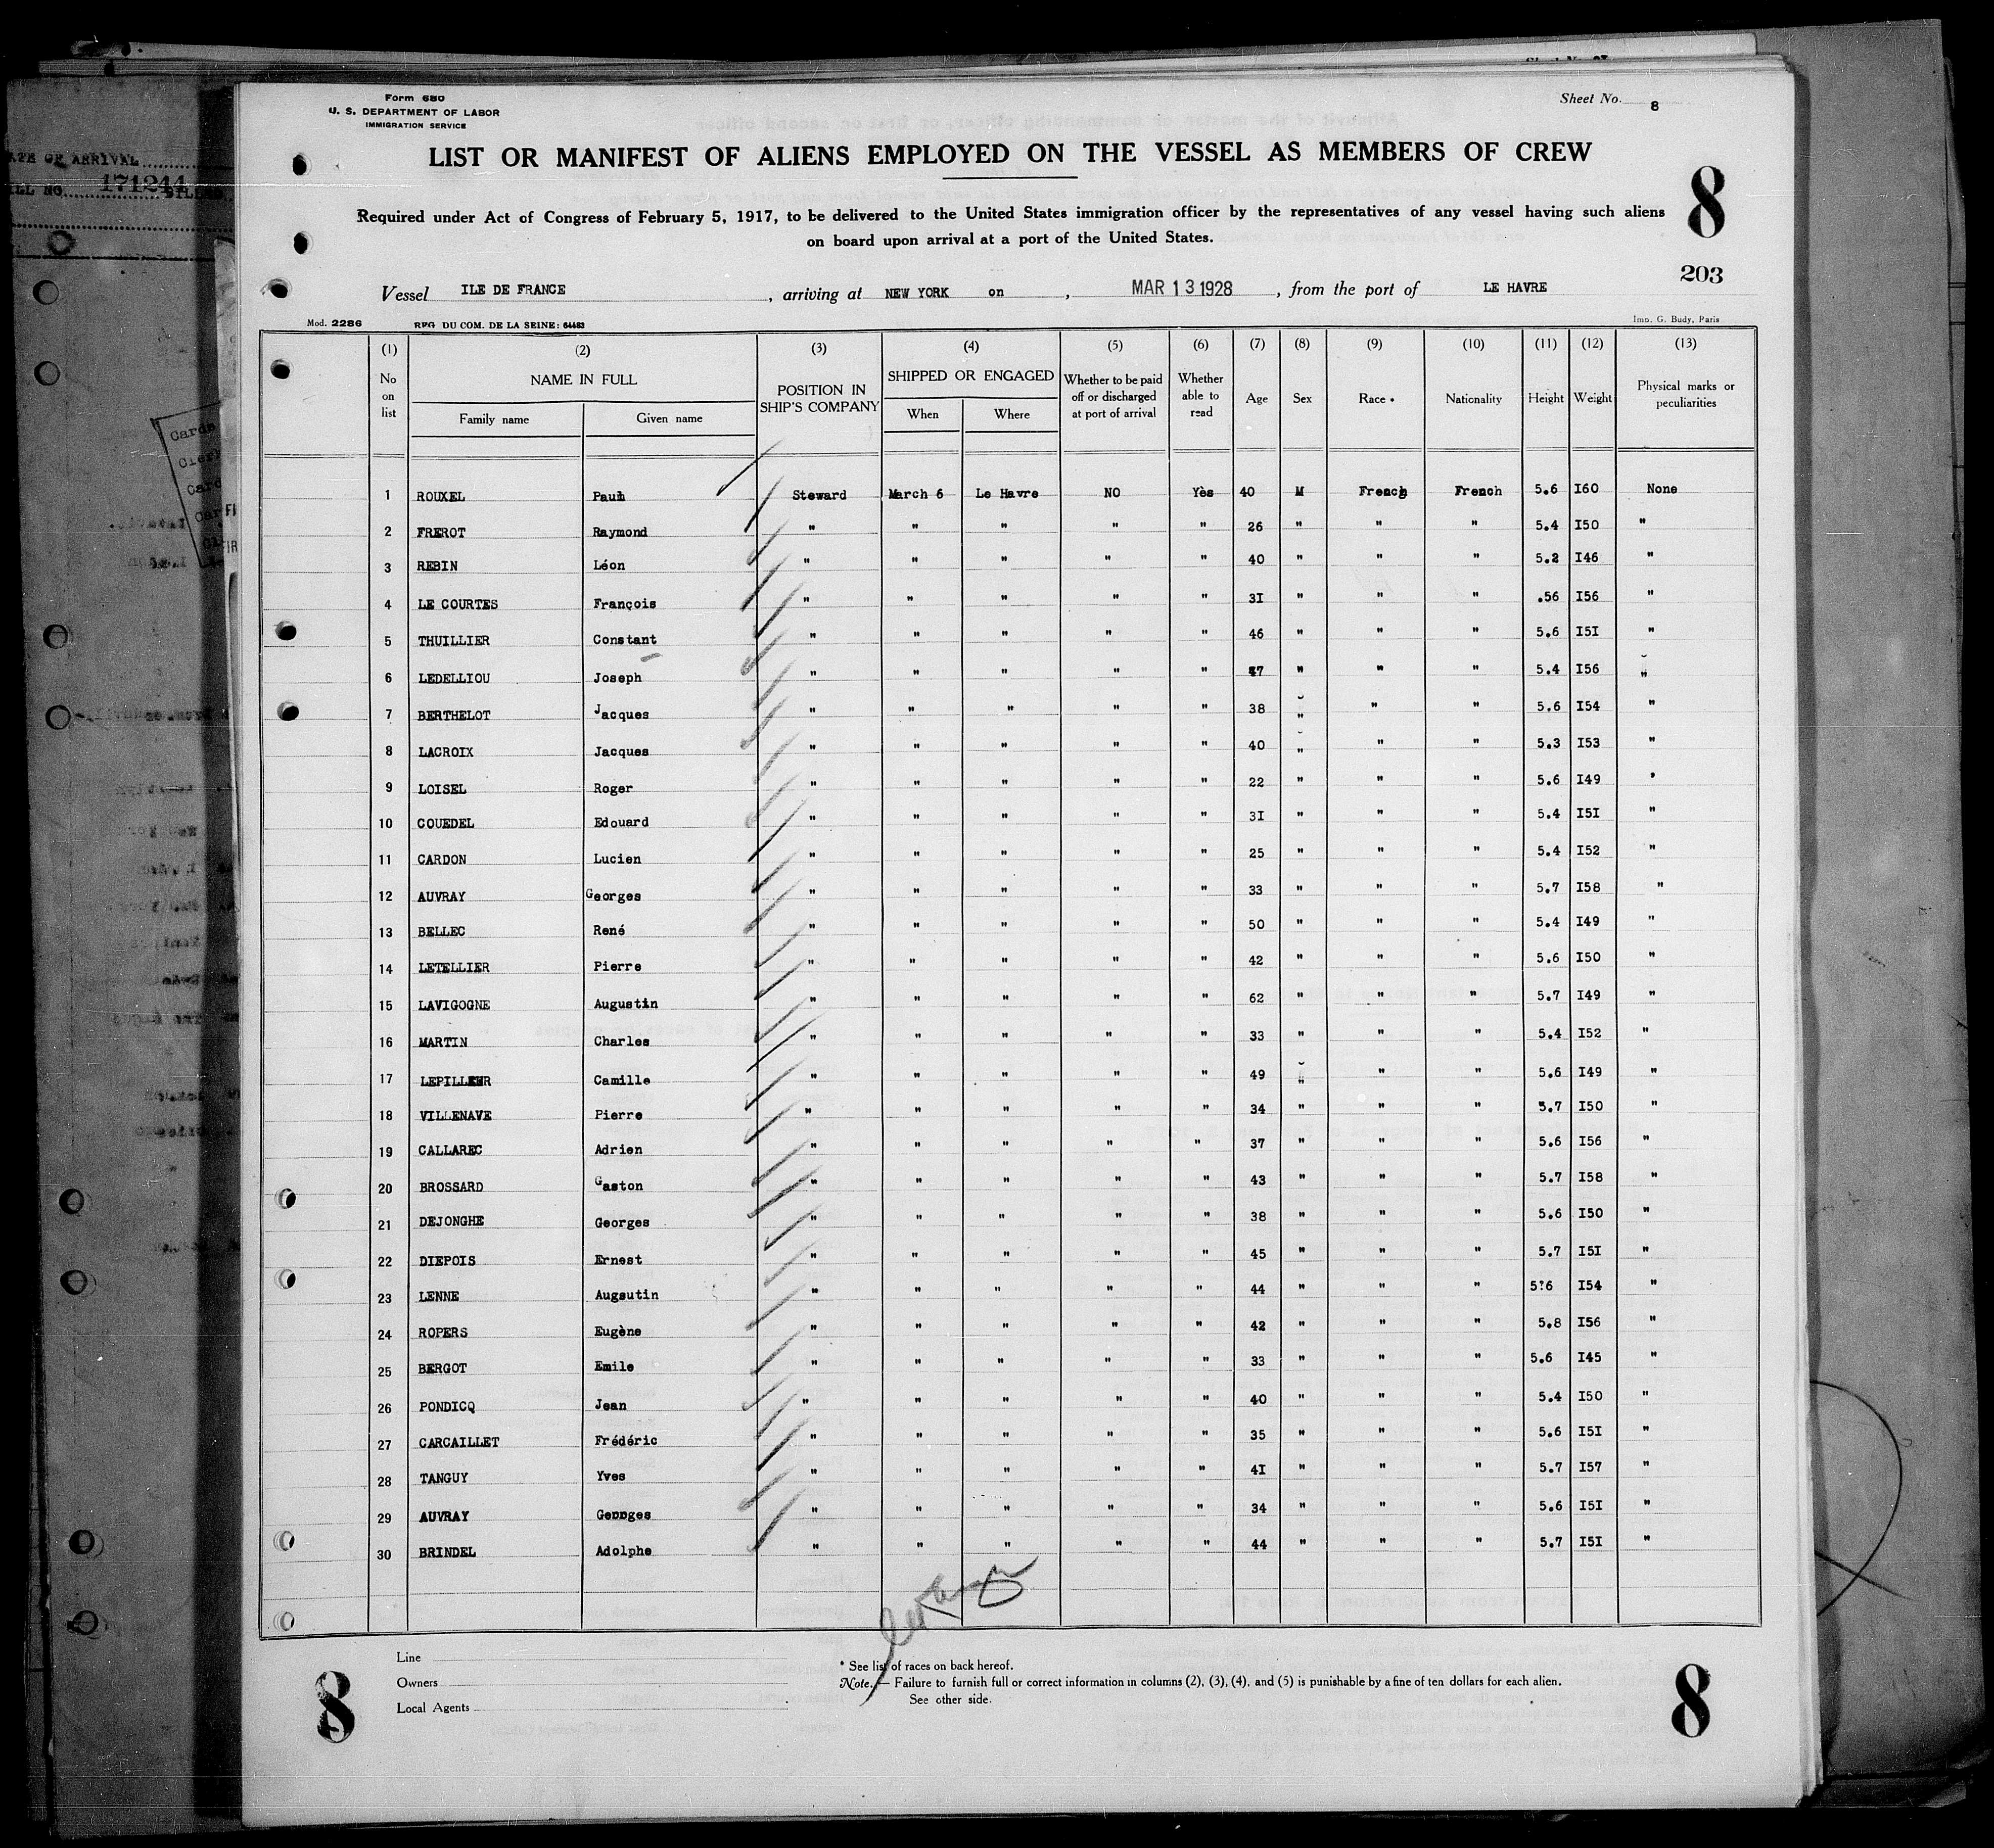 Form 680
U. S. DEPARTMENT OF LABOR
IMMIGRATION SERVICE
Sheet No. 8
LIST OR MANIFEST OF ALIENS EMPLOYED ON THE VESSEL AS MEMBERS OF CREW
8
Required under Act of Congress of February 5, 1917, to be delivered to the United States immigration officer by the representatives of any vessel having such aliens
on board upon arrival at a port of the United States.
203
Vessel ILE DE FRANCE, arriving at NEW YORK on, MAR 13 1928, from the port of LE HAVRE
Mod. 2286 REG DU COM. DE LA SEINE: 64483 Imp. G. Budy, Paris
(1) (2) (3) (4) (5) (6) (7) (8) (9) (10) (11) (12) (13)
No on list NAME IN FULL Family name Given name POSITION IN SHIP'S COMPANY SHIPPED OR ENGAGED When Where Whether to be paid off or discharged at port of arrival Whether able to read Age Sex Race * Nationality Height Weight Physical marks or peculiarities
1 ROUXEL Paul Steward March 6 Le Havre NO Yès 40 M French French 5.6 I60 None
2 FREROT Raymond " " " " " 26 " " " 5.4 I50 "
3 REBIN Léon " " " " " 40 " " " 5.2 I46 "
4 LE COURTES François " " " " " 3I " " " .56 I56 "
5 THUILLIER Constant " " " " " 46 " " " 5.6 I5I "
6 LEDELLIOU Joseph " " " " " 47 " " " 5.4 I56 "
7 BERTHELOT Jacques " " " " " 38 " " " 5.6 I54 "
8 LACROIX Jacques " " " " " 40 " " " 5.3 I53 "
9 LOISEL Roger " " " " " 22 " " " 5.6 I49 "
10 COUEDEL Edouard " " " " " 3I " " " 5.4 I5I "
11 CARDON Lucien " " " " " 25 " " " 5.4 I52 "
12 AUVRAY Georges " " " " " 33 " " " 5.7 I58 "
13 BELLEC René " " " " " 50 " " " 5.4 I49 "
14 LETELLIER Pierre " " " " " 42 " " " 5.6 I50 "
15 LAVIGOGNE Augustin " " " " " 62 " " " 5.7 I49 "
16 MARTIN Charles " " " " " 33 " " " 5.4 I52 "
17 LEPILLEUR Camille " " " " " 49 " " " 5.6 I49 "
18 VILLENAVE Pierre " " " " " 34 " " " 5.7 I50 "
19 CALLAREC Adrien " " " " " 37 " " " 5.6 I56 "
20 BROSSARD Gaston " " " " " 43 " " " 5.7 I58 "
21 DEJONGHE Georges " " " " " 38 " " " 5.6 I50 "
22 DIEPOIS Ernest " " " " " 45 " " " 5.7 I5I "
23 LENNE Augsutin " " " " " 44 " " " 5?6 I54 "
24 ROPERS Eugène " " " " " 42 " " " 5.8 I56 "
25 BERGOT Emile " " " " " 33 " " " 5.6 I45 "
26 PONDICQ Jean " " " " " 40 " " " 5.4 I50 "
27 CARCAILLET Frédéric " " " " " 35 " " " 5.6 I5I "
28 TANGUY Yves " " " " " 4I " " " 5.7 I57 "
29 AUVRAY Georges " " " " " 34 " " " 5.6 I5I "
30 BRINDEL Adolphe " " " " " 44 " " " 5.7 I5I "
Line
Owners
Local Agents
* See list of races on back hereof.
Note.— Failure to furnish full or correct information in columns (2), (3), (4), and (5) is punishable by a fine of ten dollars for each alien.
See other side.
8
8
DATE OF ARRIVAL
171244